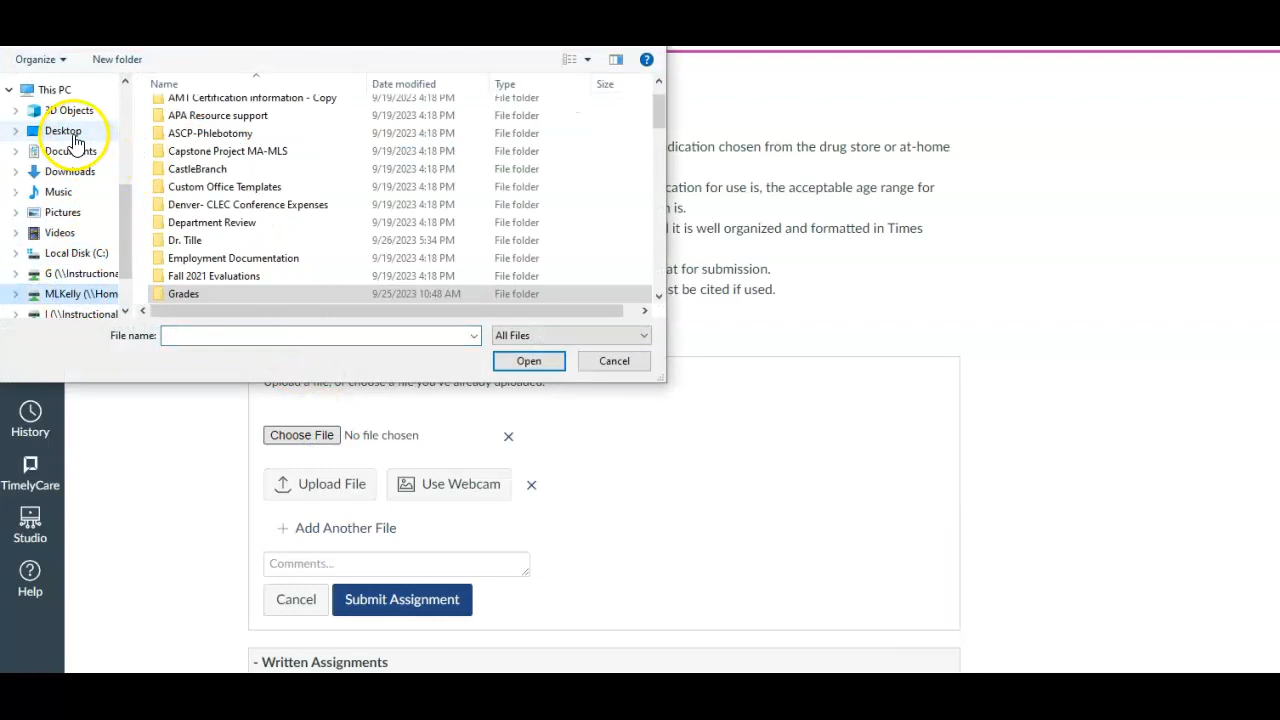 Organize
New folder
This PC
3D Objects
Desktop
Documents
Downloads
Music
Pictures
Videos
Local Disk (C:)
G (\\Instructiona
MLKelly (\\Hom
I (\\Instructional
Name Date modified Type Size
AMT Certification Information - Copy 9/19/2023 4:18 PM File folder
APA Resource support 9/19/2023 4:18 PM File folder
ASCP-Phlebotomy 9/19/2023 4:18 PM File folder
Capstone Project MA-MLS 9/19/2023 4:18 PM File folder
CastleBranch 9/19/2023 4:18 PM File folder
Custom Office Templates 9/19/2023 4:18 PM File folder
Denver- CLEC Conference Expenses 9/19/2023 4:18 PM File folder
Department Review 9/19/2023 4:18 PM File folder
Dr. Tille 9/26/2023 5:34 PM File folder
Employment Documentation 9/19/2023 4:18 PM File folder
Fall 2021 Evaluations 9/19/2023 4:18 PM File folder
Grades 9/25/2023 10:48 AM File folder
File name: All Files
Open Cancel
dication chosen from the drug store or at-home
cation for use is, the acceptable age range for
n is.
d it is well organized and formatted in Times
at for submission.
st be cited if used.
Upload a file, or choose a file you've already uploaded.
Choose File No file chosen
Upload File Use Webcam
+ Add Another File
Comments...
Cancel Submit Assignment
- Written Assignments
History
TimelyCare
Studio
Help